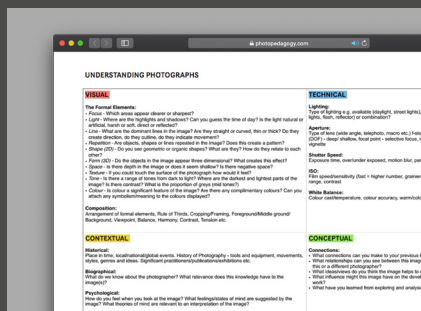 photopedagogy.com
UNDERSTANDING PHOTOGRAPHS
VISUAL
The Formal Elements:
• Focus - Which areas appear clearer or sharpest?
• Light - Where are the highlights and shadows? Can you guess the time of day? Is the light natural or
artificial, harsh or soft, direct or reflected?
• Line - What are the dominant lines in the image? Are they straight or curved, thin or thick? Do they
create direction, do they outline, do they indicate movement?
• Repetition - Are objects, shapes or lines repeated in the image? Does this create a pattern?
• Shape (2D) - Do you see geometric or organic shapes? What are they? How do they relate to each
other?
• Form (3D) - Do the objects in the image appear three dimensional? What creates this effect?
• Space - Is there depth in the image or does it seem shallow? Is there negative space?
• Texture - If you could touch the surface of the photograph how would it feel?
• Tone - Is there a range of tones from dark to light? Where are the darkest and lightest parts of the
image? Is there contrast? What is the proportion of greys (mid tones)?
• Colour - Is colour a significant feature of the image? Are there complimentary colours? Can you
attach any symbolism/meaning to the colours displayed?
Composition:
Arrangement of formal elements, Rule of Thirds, Cropping/Framing, Foreground/Middle ground/
Background, Viewpoint, Balance, Harmony, Contrast, Tension etc.
TECHNICAL
Lighting:
Type of lighting e.g. available (daylight, street lights),
lights, flash, reflector) or combination?
Aperture:
Type of lens (wide angle, telephoto, macro etc.)
(DOF) - deep/ shallow, focal point - selective focus,
vignette
Shutter Speed:
Exposure time, over/under exposed, motion blur,
ISO:
Film speed/sensitivity (fast = higher number, grainier
range, contrast
White Balance:
Colour cast/temperature, colour accuracy,
CONTEXTUAL
Historical:
Place in time, local/national/global events. History of Photography - tools and equipment, movements,
styles, genres and ideas. Significant practitioners/publications/exhibitions etc.
Biographical:
What do we know about the photographer? What relevance does this knowledge have to the
image(s)?
Psychological:
How do you feel when you look at the image? What feelings/states of mind are suggested by the
image? What theories of mind are relevant to an interpretation of the image?
CONCEPTUAL
Connections:
• What connections can you make to your previous
• What relationships can you see between this
this or a different photographer?
• What ideas/views do you think the image helps to
• What influence might this image have on the
work?
• What have you learned from exploring and